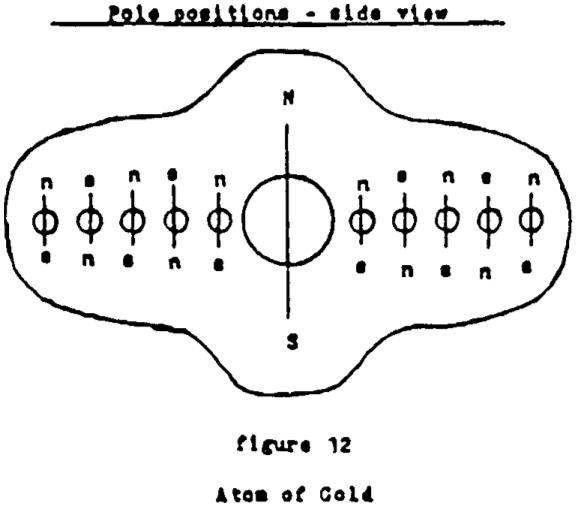 Pole positions - side view
N
n s n s n n s n s n
s n s n s s n s n s
S
figure 12
Atom of Gold